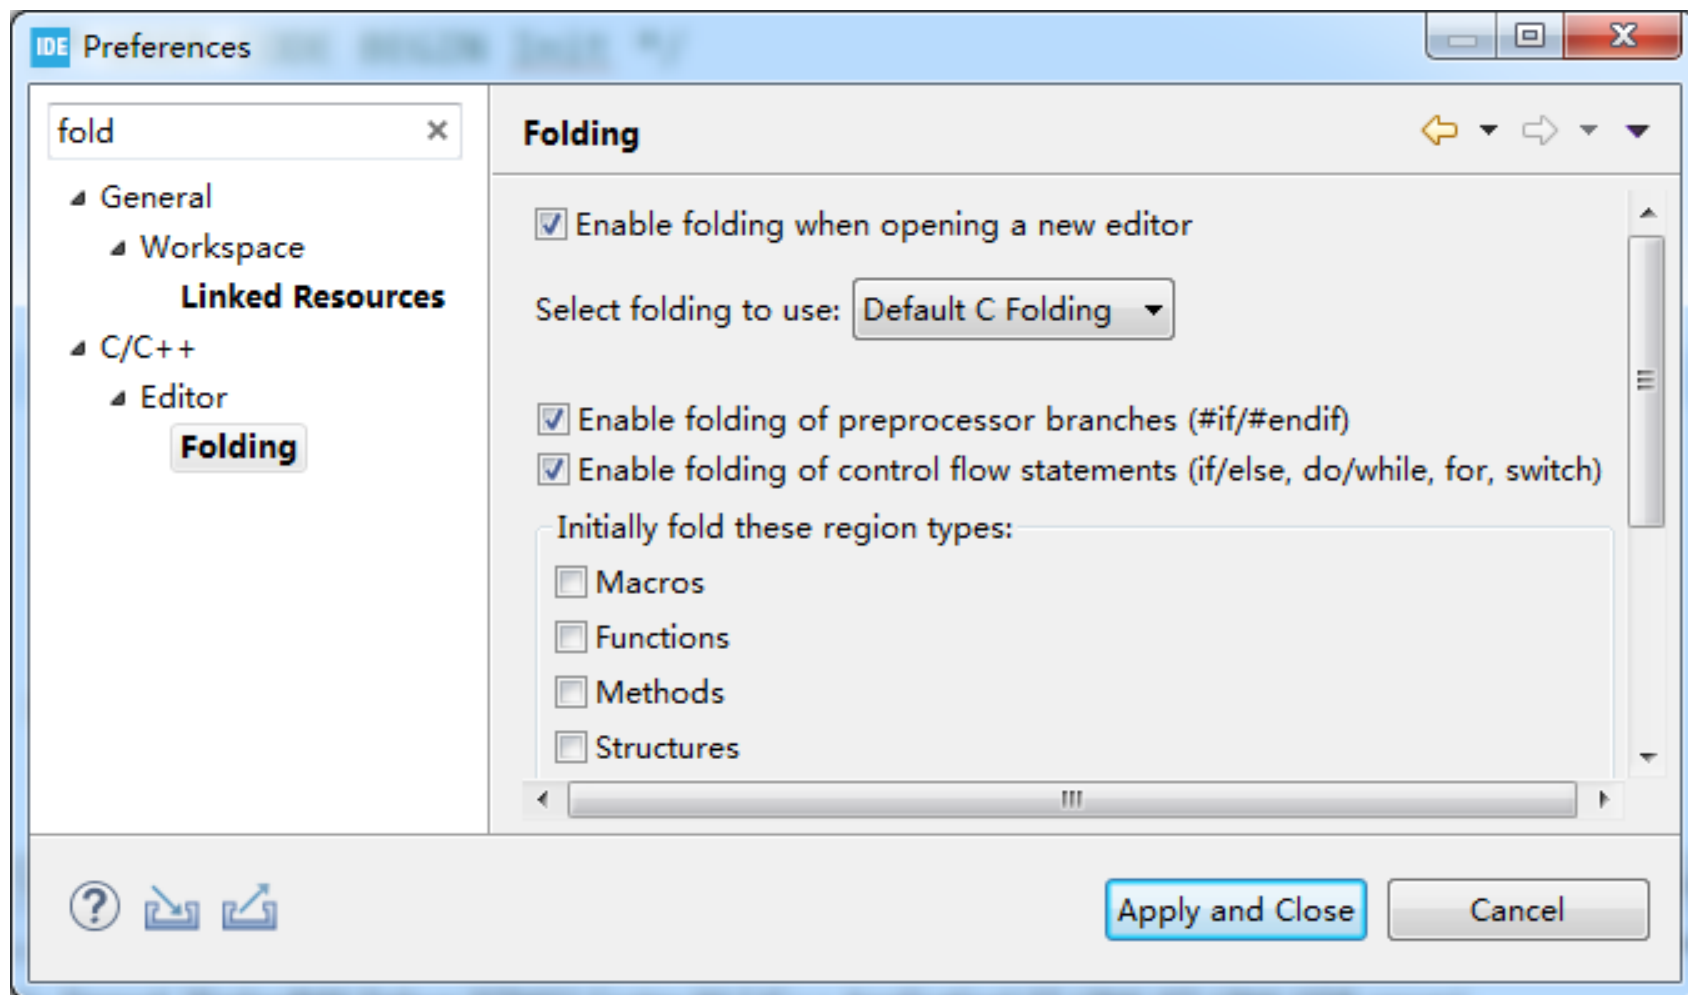 IDE Preferences
fold
General
Workspace
Linked Resources
C/C++
Editor
Folding
Folding
Enable folding when opening a new editor
Select folding to use: Default C Folding
Enable folding of preprocessor branches (#if/#endif)
Enable folding of control flow statements (if/else, do/while, for, switch)
Initially fold these region types:
Macros
Functions
Methods
Structures
Apply and Close
Cancel